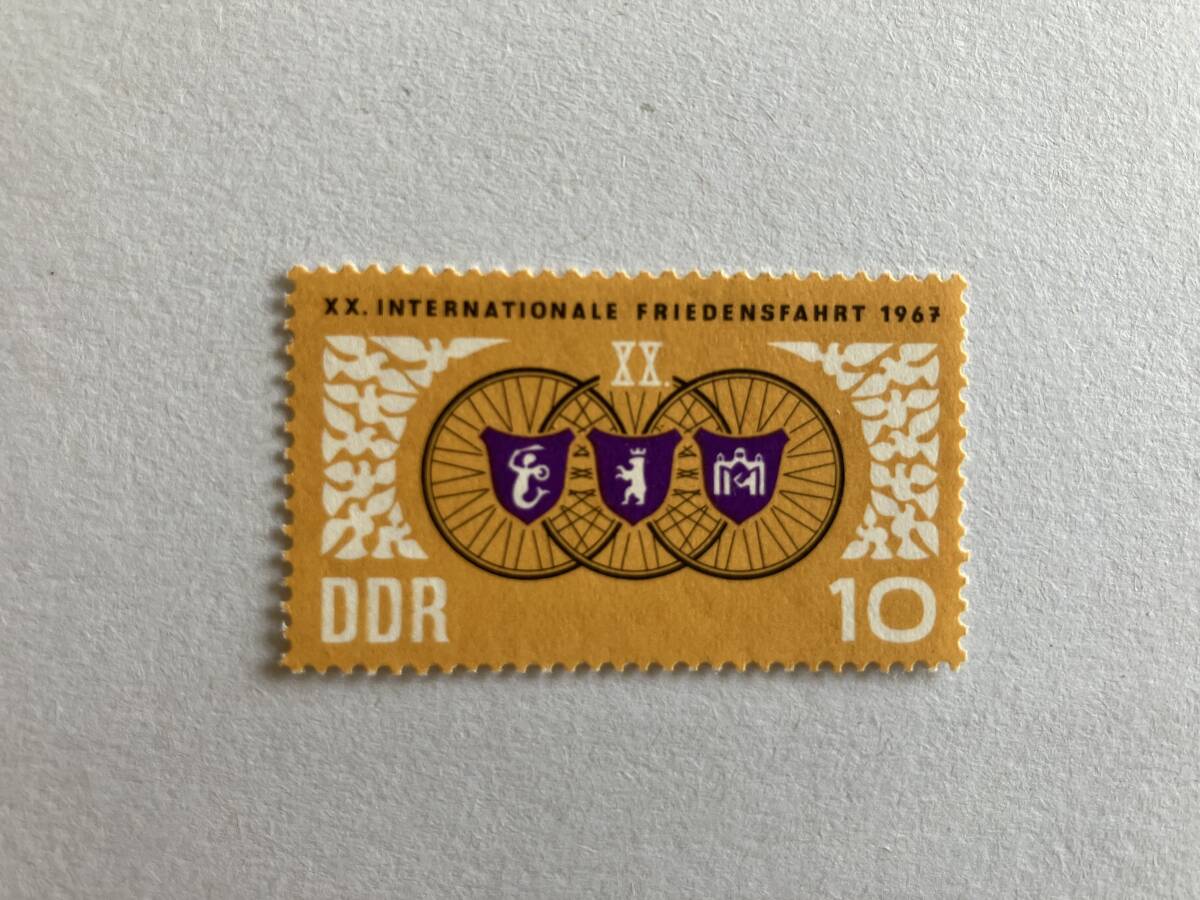 XX. INTERNATIONALE FRIEDENSFAHRT 1967
XX.
DDR 10